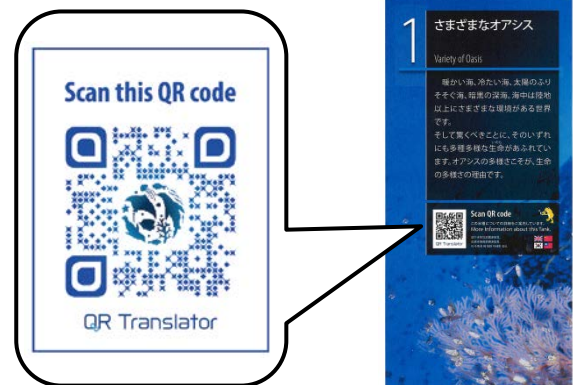 Scan this QR code
QR Translator
1
さまざまなオアシス
Variety of Oasis
暖かい海、冷たい海、太陽のふり
そそぐ海、暗黒の深海。海中は陸地
以上にさまざまな環境がある世界
です。
そして驚くべきことに、そのいずれ
にも多種多様な生命があふれてい
ます。オアシスの多様さこそが、生命
の多様さの理由です。
Scan QR code
More Information about this Tank.
QR Translator